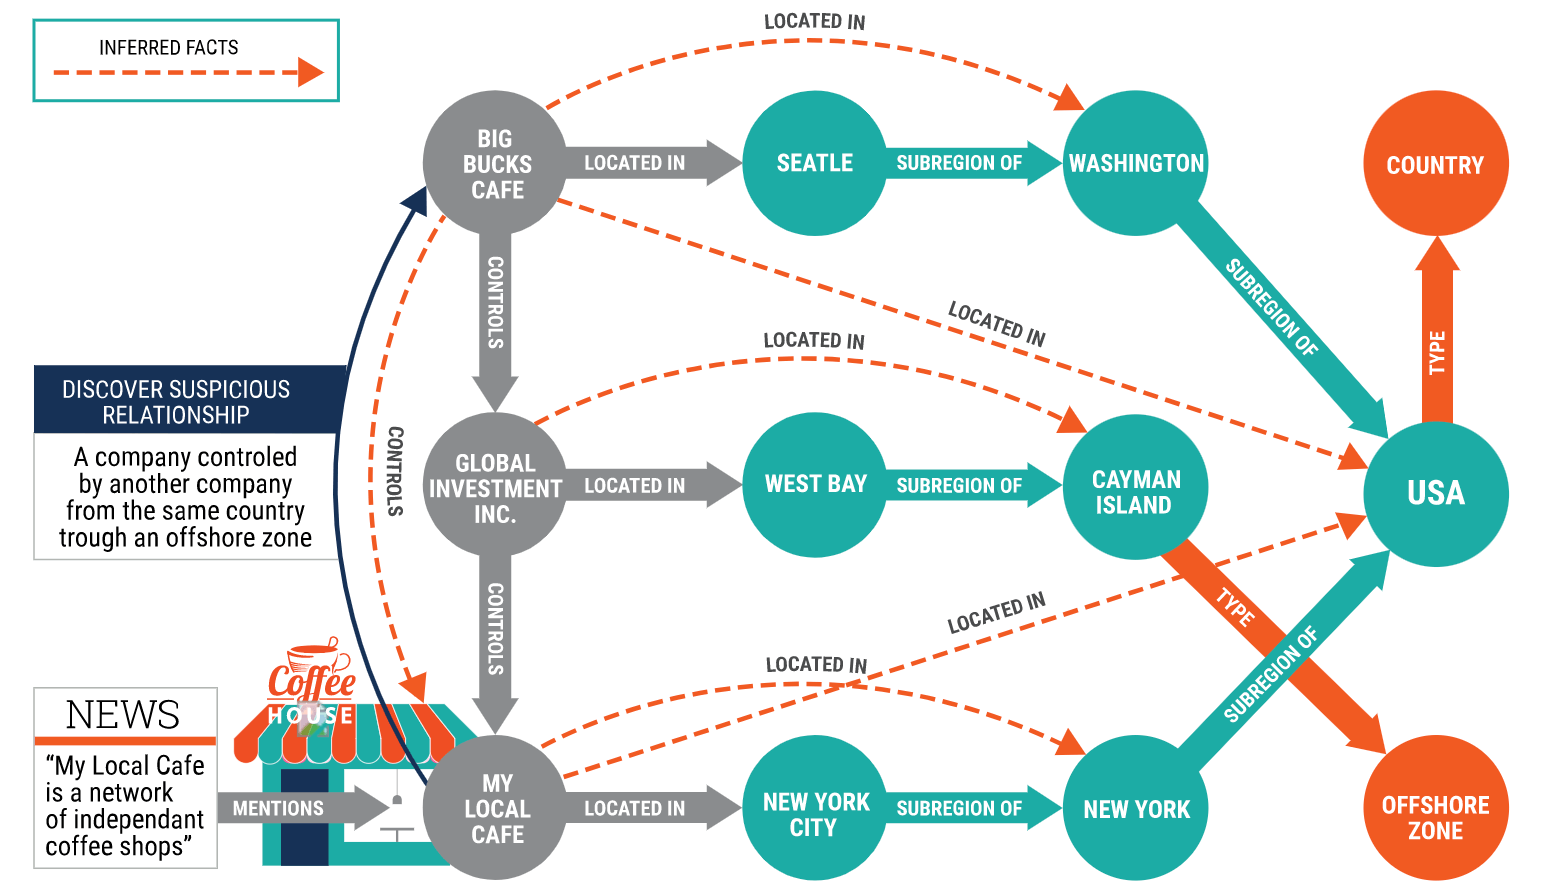 INFERRED FACTS
LOCATED IN
BIG
BUCKS
CAFE
LOCATED IN
SEATLE
SUBREGION OF
WASHINGTON
COUNTRY
CONTROLS
SUBREGION OF
LOCATED IN
TYPE
LOCATED IN
DISCOVER SUSPICIOUS
RELATIONSHIP
A company controled
by another company
from the same country
trough an offshore zone
CONTROLS
GLOBAL
INVESTMENT
INC.
LOCATED IN
WEST BAY
SUBREGION OF
CAYMAN
ISLAND
USA
CONTROLS
LOCATED IN
TYPE
SUBREGION OF
LOCATED IN
Coffee
HOUSE
NEWS
“My Local Cafe
is a network
of independant
coffee shops”
MENTIONS
MY
LOCAL
CAFE
LOCATED IN
NEW YORK
CITY
SUBREGION OF
NEW YORK
OFFSHORE
ZONE